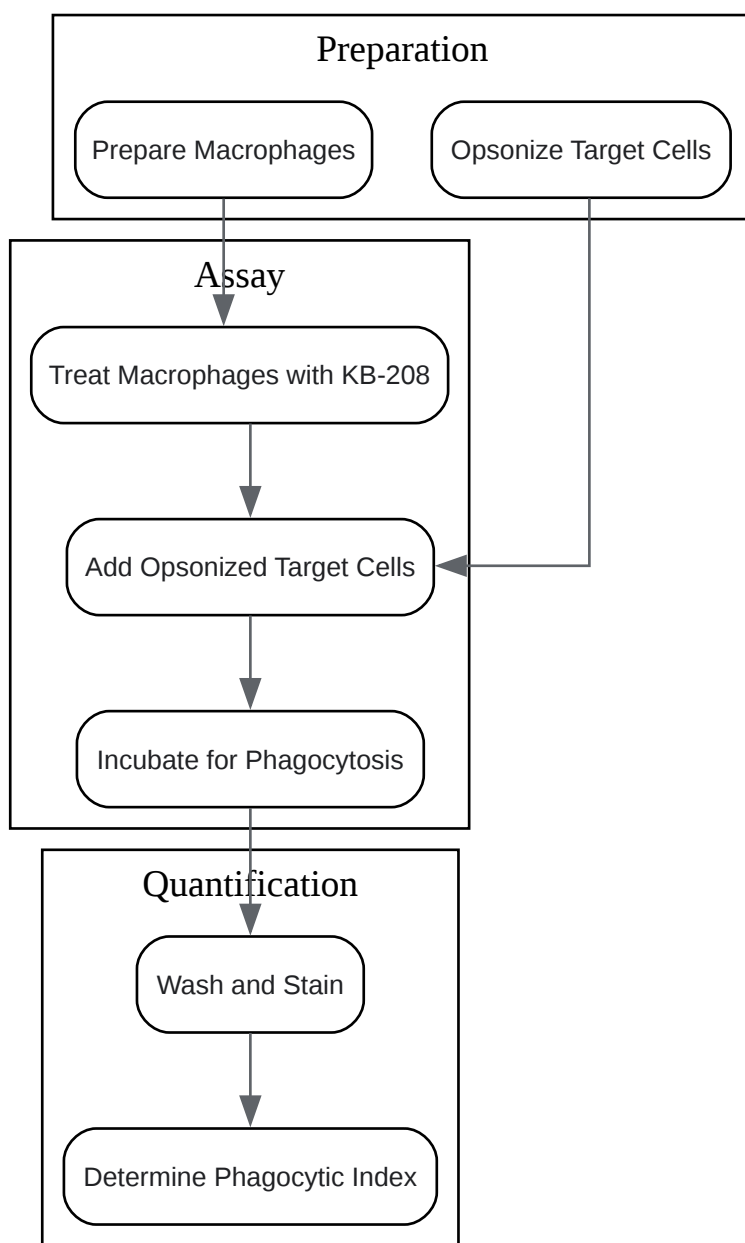 Preparation
Prepare Macrophages
Opsonize Target Cells
Assay
Treat Macrophages with KB-208
Add Opsonized Target Cells
Incubate for Phagocytosis
Quantification
Wash and Stain
Determine Phagocytic Index